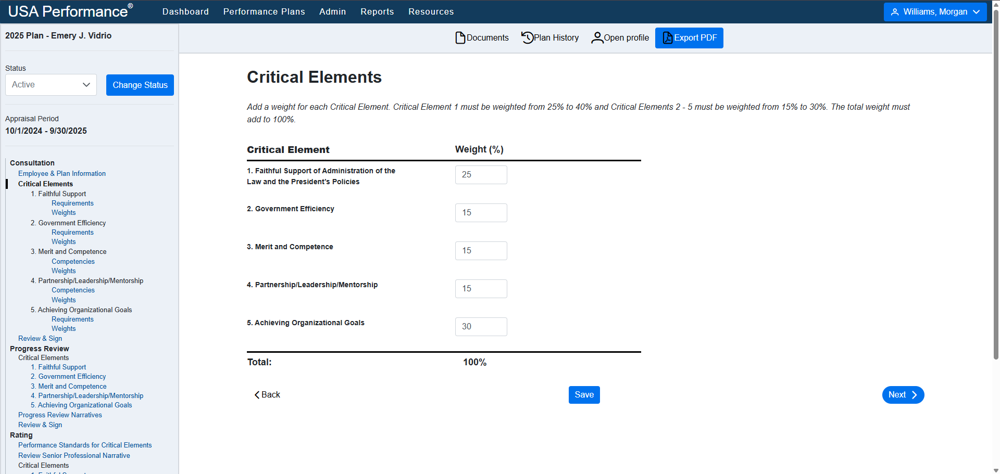 USA Performance®
Dashboard
Performance Plans
Admin
Reports
Resources
Williams, Morgan
2025 Plan - Emery J. Vidrio
Status
Active
Change Status
Appraisal Period
10/1/2024 - 9/30/2025
Consultation
Employee & Plan Information
Critical Elements
1. Faithful Support
Requirements
Weights
2. Government Efficiency
Requirements
Weights
3. Merit and Competence
Competencies
Weights
4. Partnership/Leadership/Mentorship
Competencies
Weights
5. Achieving Organizational Goals
Requirements
Weights
Review & Sign
Progress Review
Critical Elements
1. Faithful Support
2. Government Efficiency
3. Merit and Competence
4. Partnership/Leadership/Mentorship
5. Achieving Organizational Goals
Progress Review Narratives
Review & Sign
Rating
Performance Standards for Critical Elements
Review Senior Professional Narrative
Critical Elements
1. Faithful Support
Documents
Plan History
Open profile
Export PDF
Critical Elements
Add a weight for each Critical Element. Critical Element 1 must be weighted from 25% to 40% and Critical Elements 2 - 5 must be weighted from 15% to 30%. The total weight must
add to 100%.
Critical Element Weight (%)
1. Faithful Support of Administration of the
Law and the President’s Policies
25
2. Government Efficiency
15
3. Merit and Competence
15
4. Partnership/Leadership/Mentorship
15
5. Achieving Organizational Goals
30
Total: 100%
Back
Save
Next